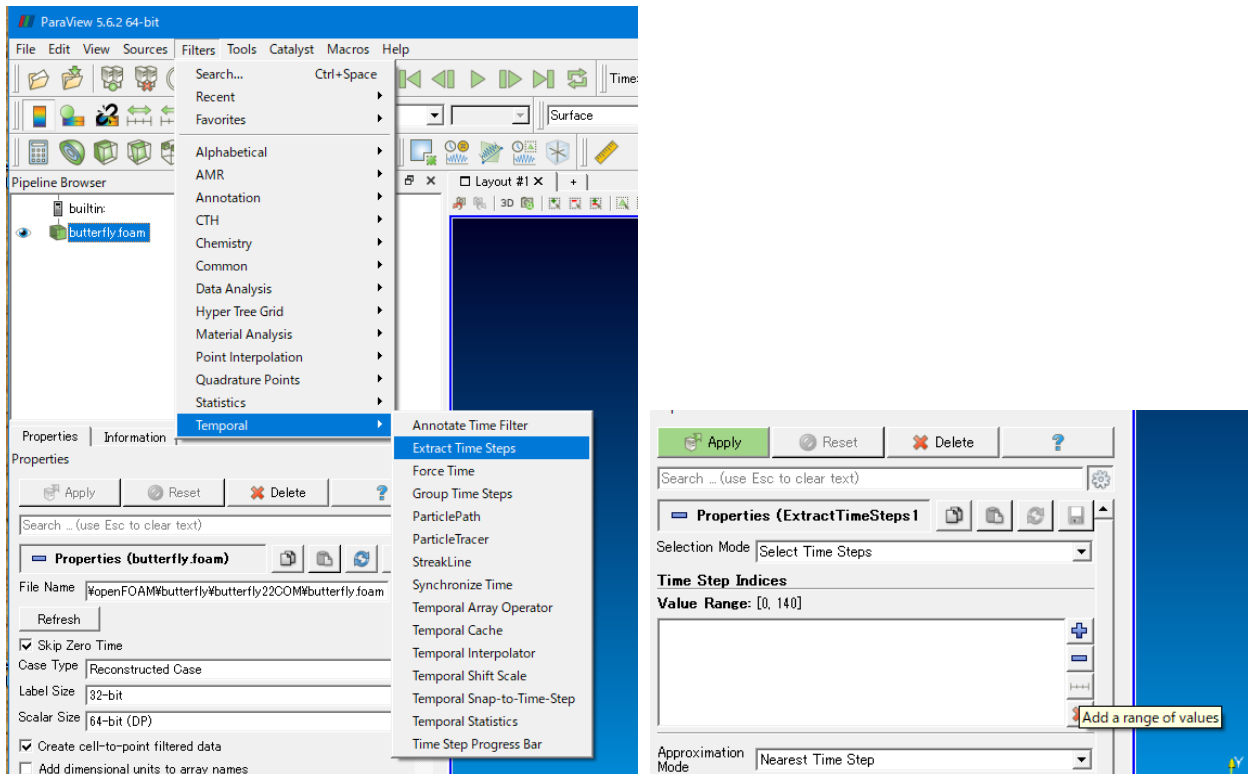 ParaView 5.6.2 64-bit
File Edit View Sources Filters Tools Catalyst Macros Help
Search... Ctrl+Space
Recent
Favorites
Alphabetical
AMR
Annotation
CTH
Chemistry
Common
Data Analysis
Hyper Tree Grid
Material Analysis
Point Interpolation
Quadrature Points
Statistics
Temporal
Annotate Time Filter
Extract Time Steps
Force Time
Group Time Steps
ParticlePath
ParticleTracer
StreakLine
Synchronize Time
Temporal Array Operator
Temporal Cache
Temporal Interpolator
Temporal Shift Scale
Temporal Snap-to-Time-Step
Temporal Statistics
Time Step Progress Bar
Time:
Surface
Pipeline Browser
builtin:
butterfly.foam
Layout #1 +
3D
Properties Information
Properties
Apply Reset Delete ?
Search ... (use Esc to clear text)
Properties (butterfly.foam)
File Name ¥openFOAM¥butterfly¥butterfly22COM¥butterfly.foam
Refresh
Skip Zero Time
Case Type Reconstructed Case
Label Size 32-bit
Scalar Size 64-bit (DP)
Create cell-to-point filtered data
Add dimensional units to array names
Apply Reset Delete ?
Search ... (use Esc to clear text)
Properties (ExtractTimeSteps1
Selection Mode Select Time Steps
Time Step Indices
Value Range: [0, 140]
Add a range of values
Approximation Mode Nearest Time Step
Y